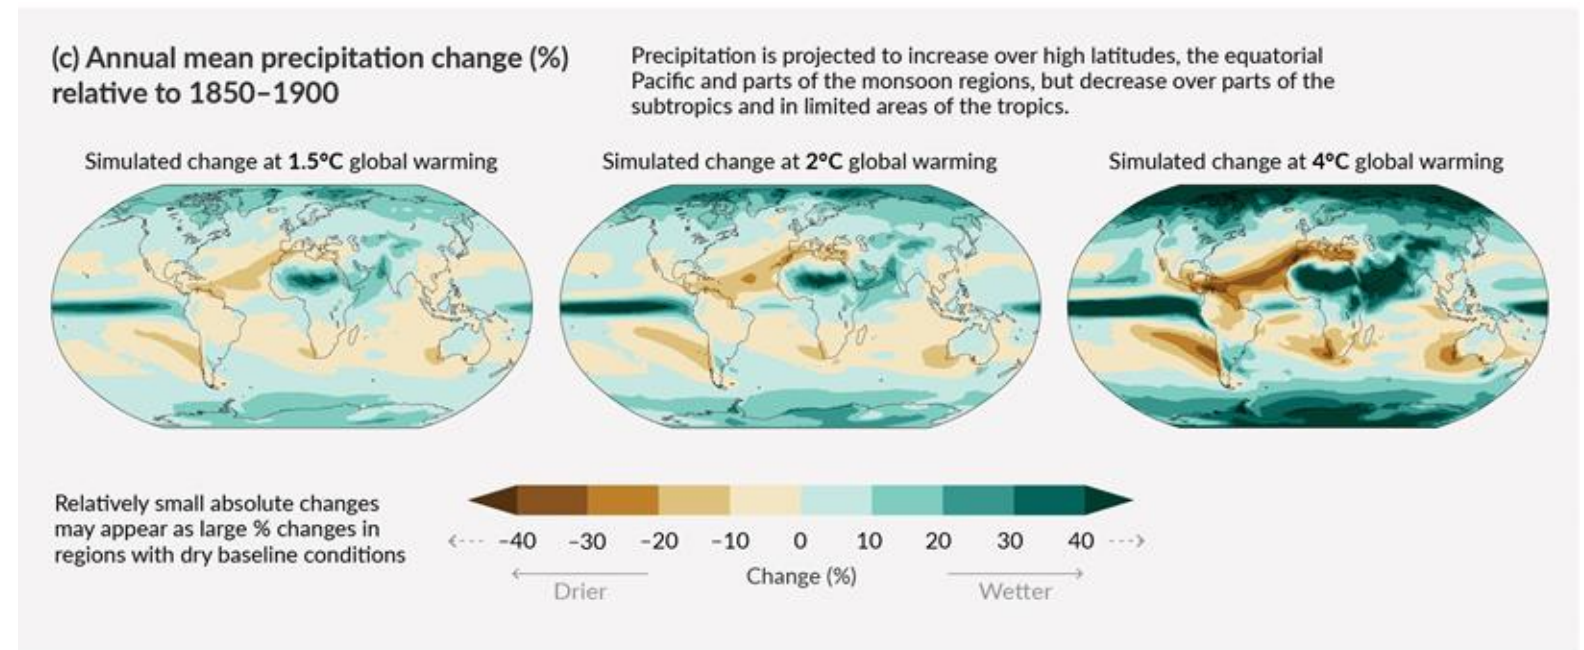 (c) Annual mean precipitation change (%)
relative to 1850–1900
Precipitation is projected to increase over high latitudes, the equatorial
Pacific and parts of the monsoon regions, but decrease over parts of the
subtropics and in limited areas of the tropics.
Simulated change at 1.5°C global warming
Simulated change at 2°C global warming
Simulated change at 4°C global warming
Relatively small absolute changes
may appear as large % changes in
regions with dry baseline conditions
–40 –30 –20 –10 0 10 20 30 40
Change (%)
Drier
Wetter